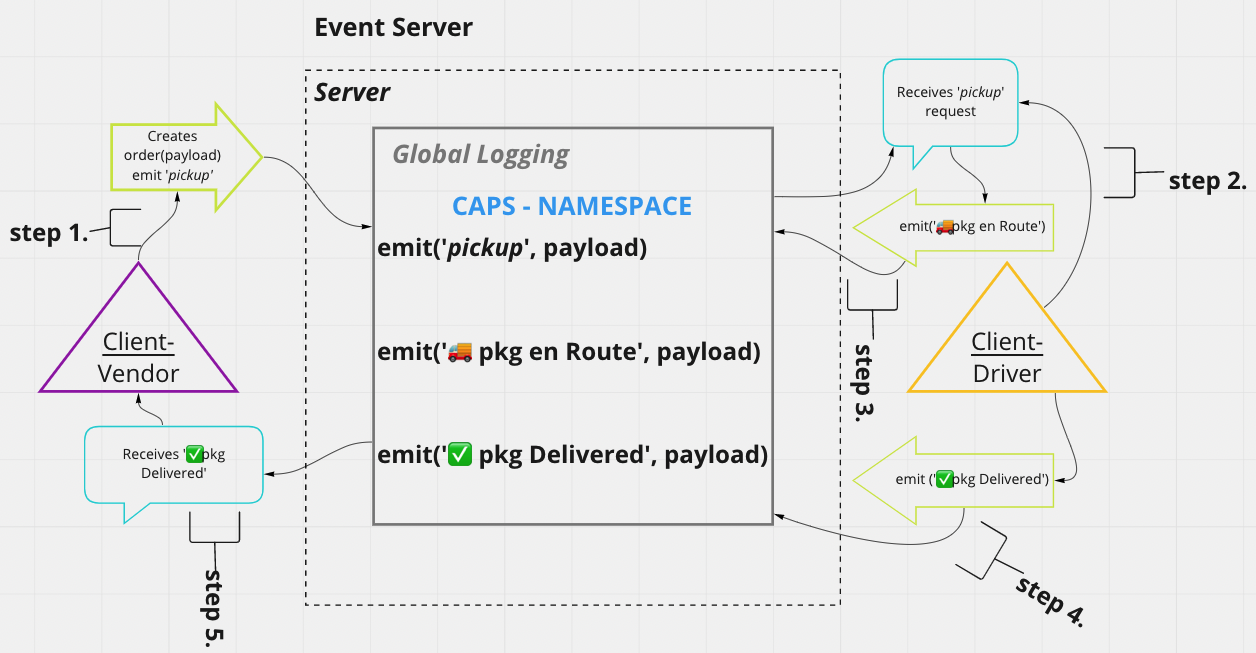 Event Server
Server
Global Logging
CAPS - NAMESPACE
emit('pickup', payload)
emit('🚚 pkg en Route', payload)
emit('✅ pkg Delivered', payload)
Creates
order(payload)
emit 'pickup'
step 1.
Client-
Vendor
Receives '✅pkg
Delivered'
step 5.
Receives 'pickup'
request
step 2.
emit('🚚pkg en Route')
step 3.
Client-
Driver
emit ('✅pkg Delivered')
step 4.